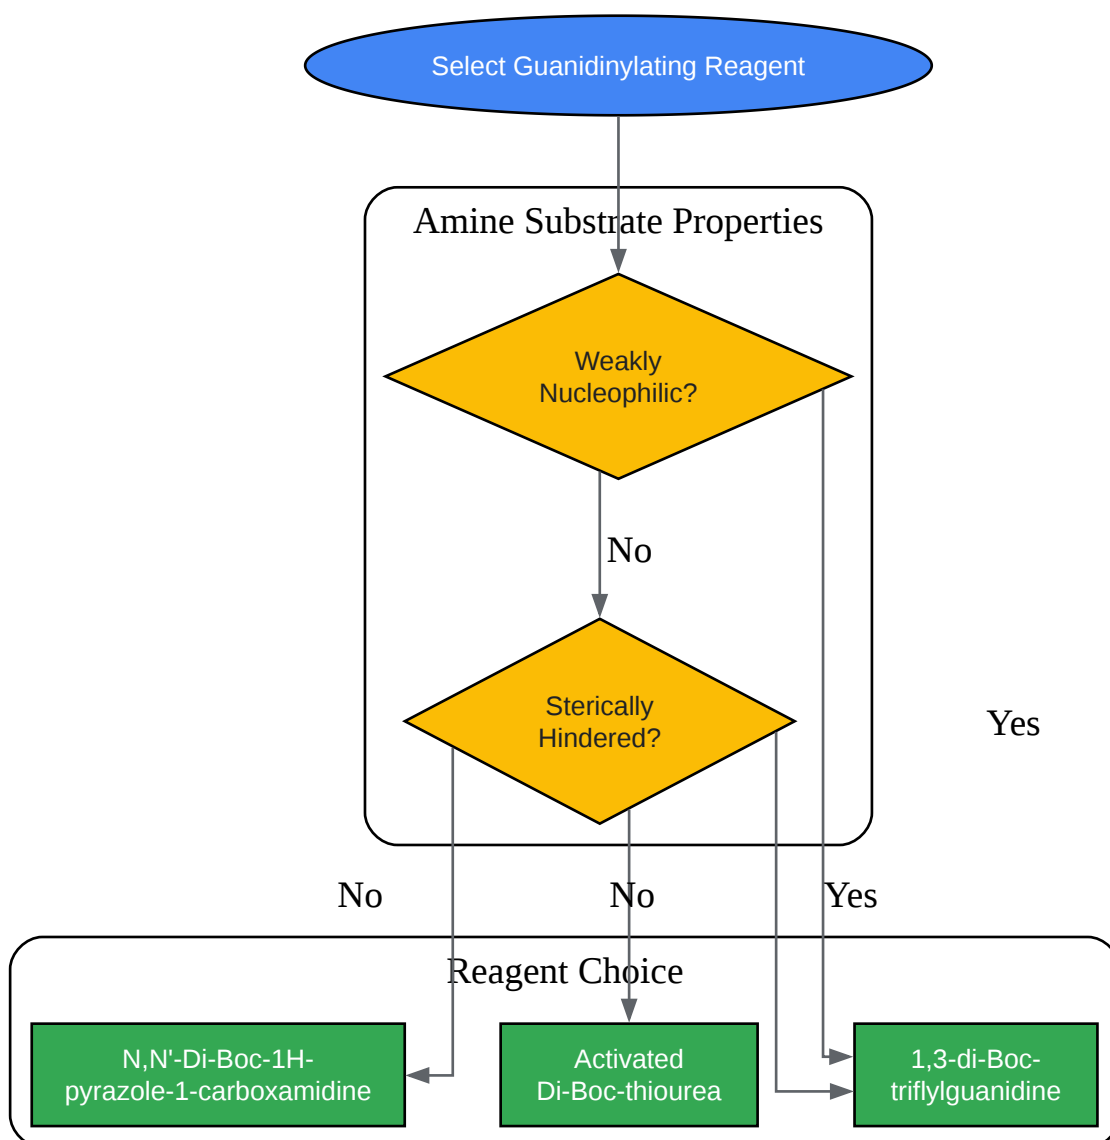 Select Guanidinylating Reagent
Amine Substrate Properties
Weakly
Nucleophilic?
No
Sterically
Hindered?
Yes
No
No
Yes
Reagent Choice
N,N'-Di-Boc-1H-
pyrazole-1-carboxamidine
Activated
Di-Boc-thiourea
1,3-di-Boc-
triflylguanidine